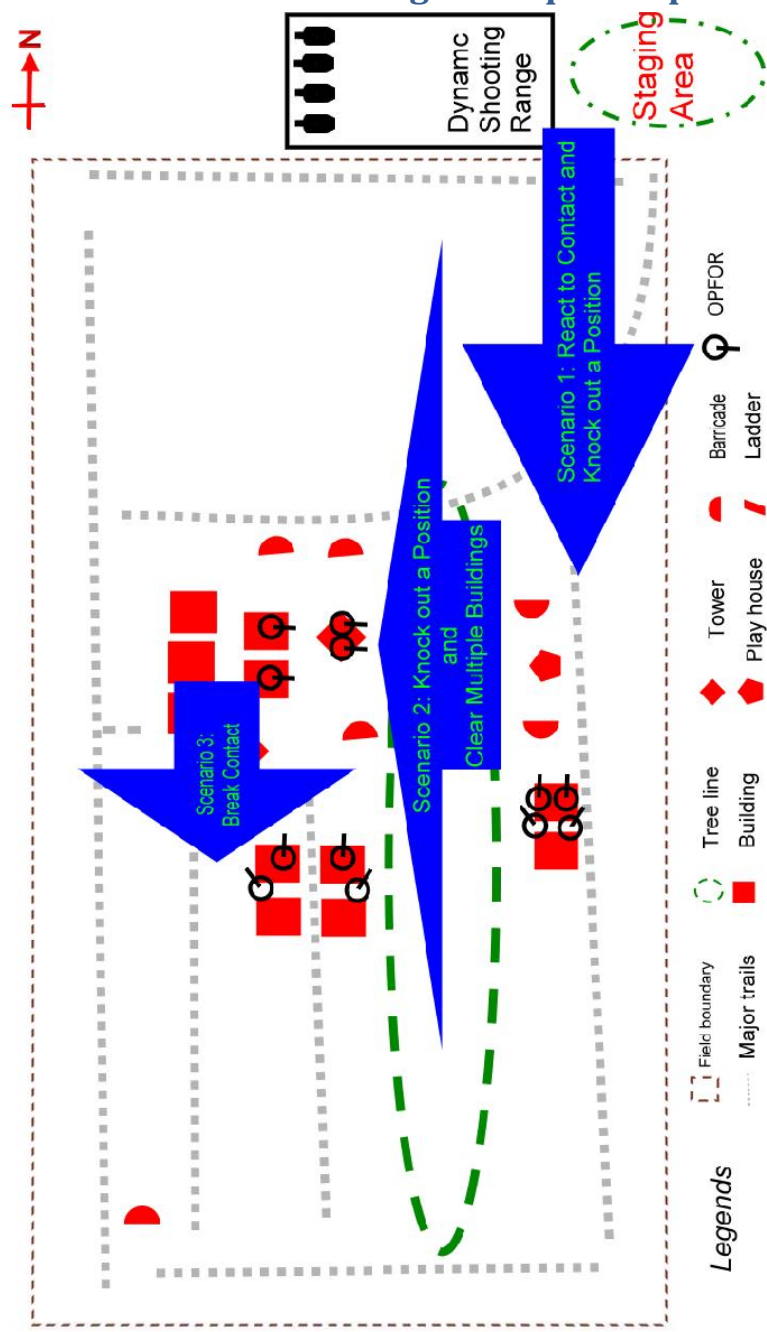 N
Dynamc
Shooting
Range
Staging
Area
Scenario 1: React to Contact and
Knock out a Position
Scenario 2: Knock out a Position
and
Clear Multiple Buildings
Scenario 3:
Break Contact
Legends
Field boundary
Tree line
Tower
Barricade
OPFOR
Major trails
Building
Play house
Ladder